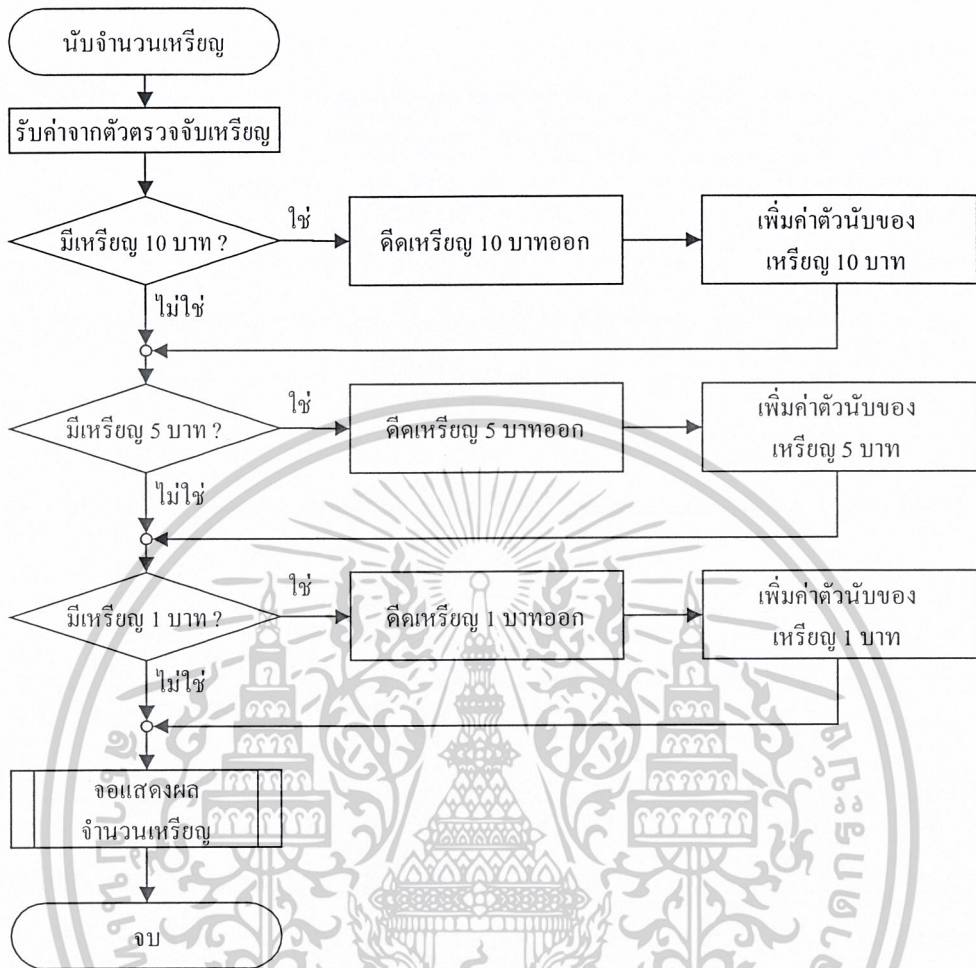 นับจำนวนเหรียญ
รับค่าจากตัวตรวจจับเหรียญ
มีเหรียญ 10 บาท ?
ใช่
ดีดเหรียญ 10 บาทออก
เพิ่มค่าตัวนับของ
เหรียญ 10 บาท
ไม่ใช่
มีเหรียญ 5 บาท ?
ใช่
ดีดเหรียญ 5 บาทออก
เพิ่มค่าตัวนับของ
เหรียญ 5 บาท
ไม่ใช่
มีเหรียญ 1 บาท ?
ใช่
ดีดเหรียญ 1 บาทออก
เพิ่มค่าตัวนับของ
เหรียญ 1 บาท
ไม่ใช่
จอแสดงผล
จำนวนเหรียญ
จบ